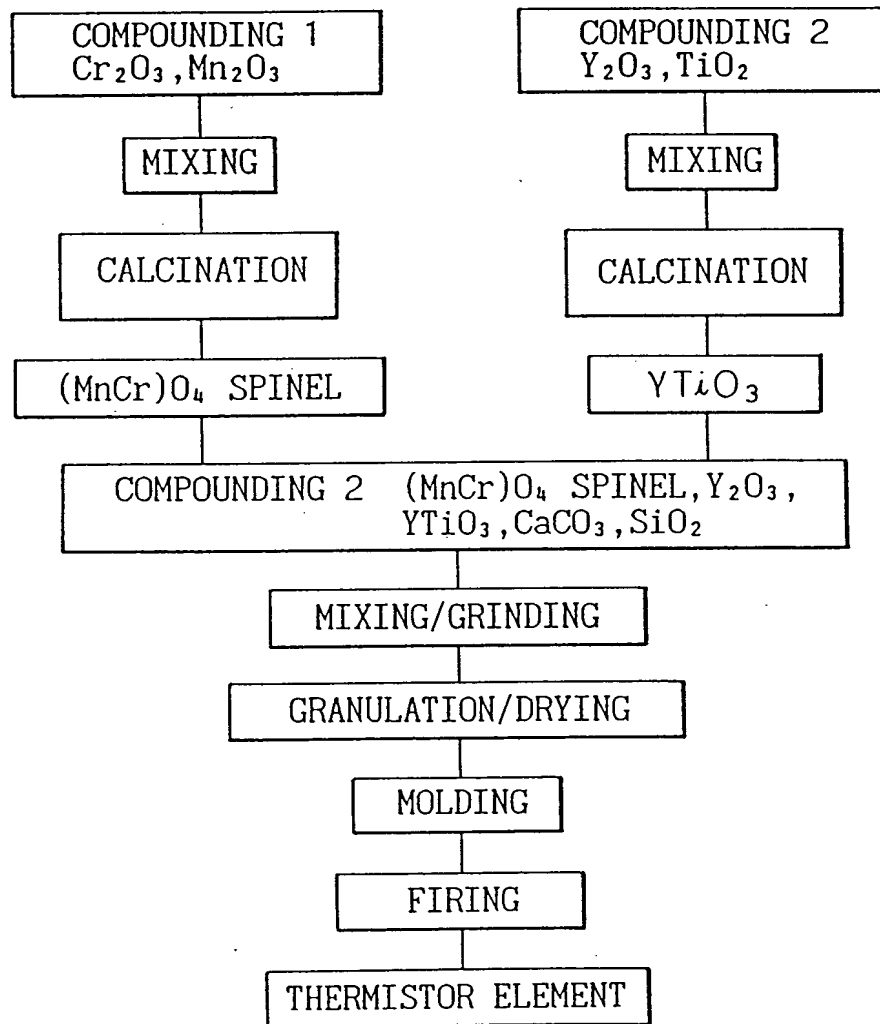 COMPOUNDING 1
Cr₂O₃,Mn₂O₃
MIXING
CALCINATION
(MnCr)O₄ SPINEL
COMPOUNDING 2
Y₂O₃,TiO₂
MIXING
CALCINATION
YTiO₃
COMPOUNDING 2 (MnCr)O₄ SPINEL,Y₂O₃,
YTiO₃,CaCO₃,SiO₂
MIXING/GRINDING
GRANULATION/DRYING
MOLDING
FIRING
THERMISTOR ELEMENT